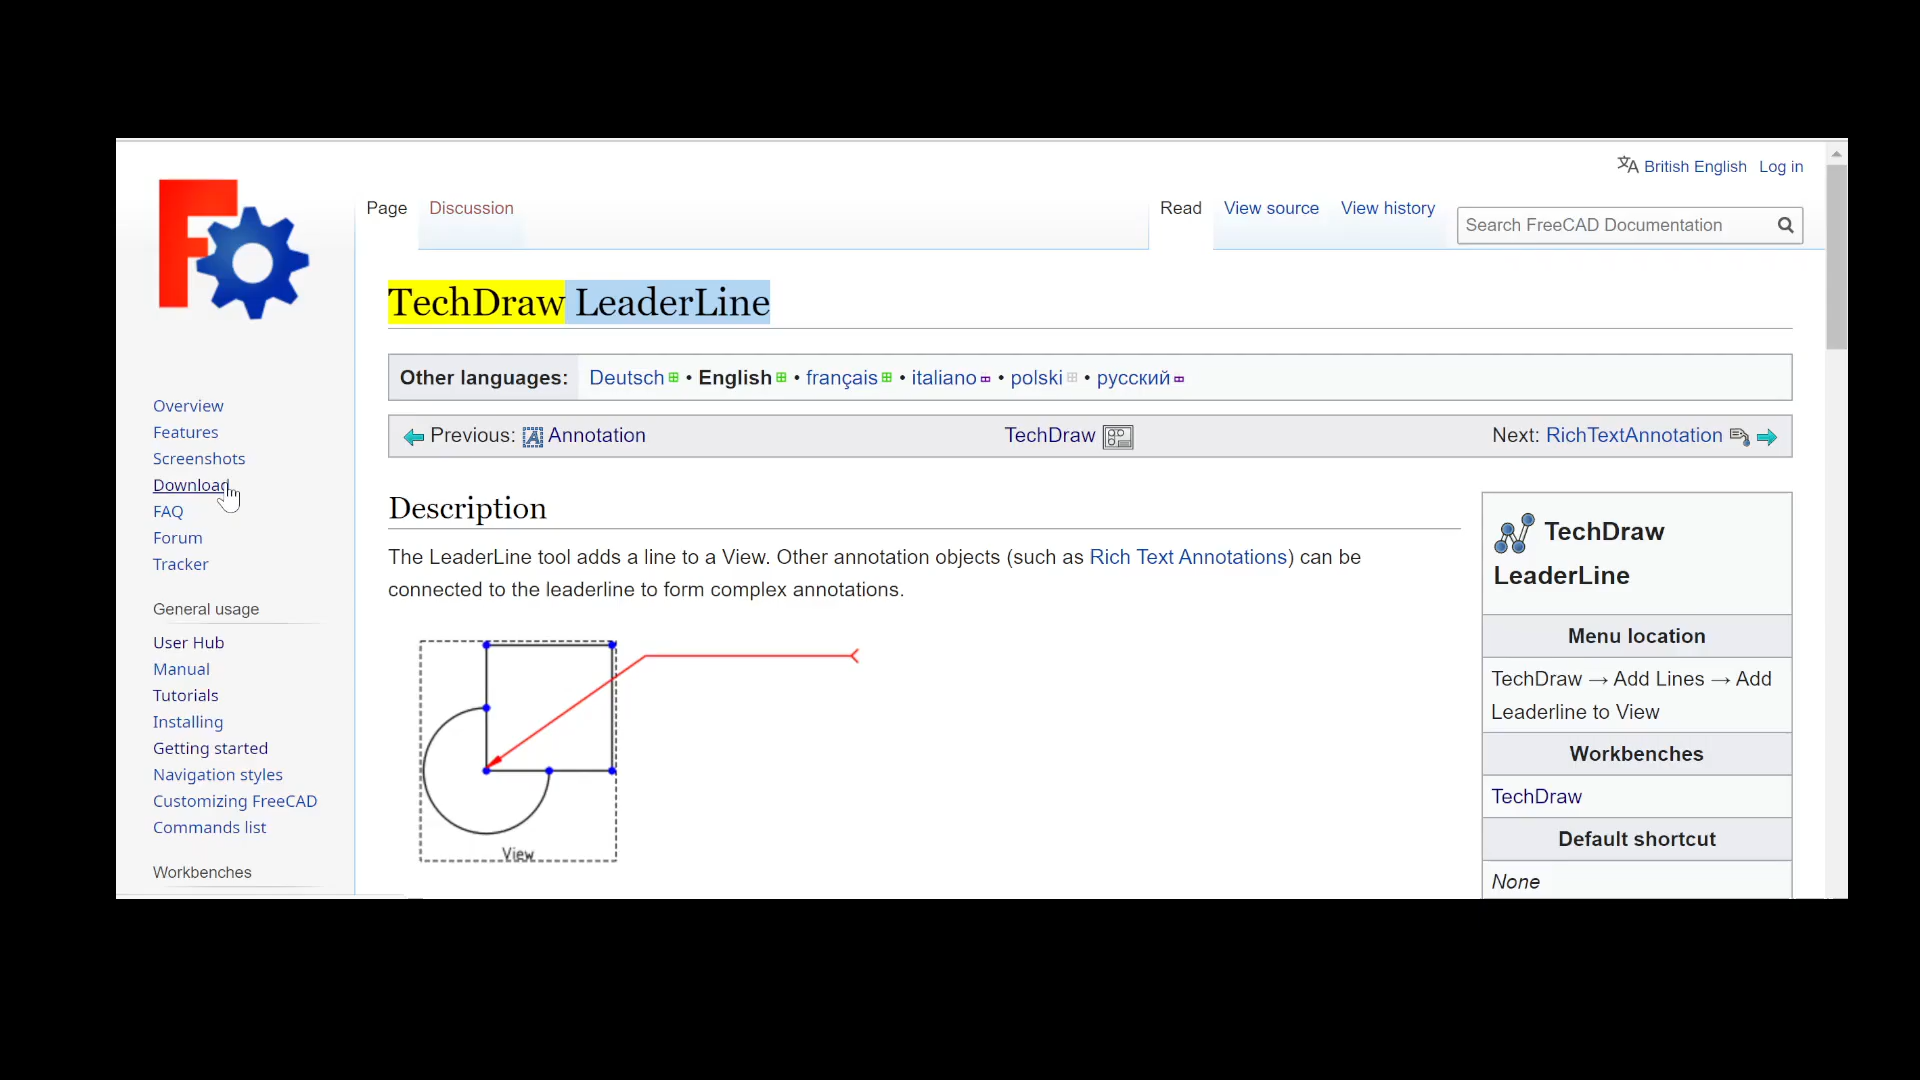 British English Log in
Page Discussion Read View source View history
Search FreeCAD Documentation
TechDraw LeaderLine
Other languages: Deutsch • English • français • italiano • polski • русский
Previous: Annotation TechDraw Next: RichTextAnnotation
Overview
Features
Screenshots
Download
FAQ
Forum
Tracker
General usage
User Hub
Manual
Tutorials
Installing
Getting started
Navigation styles
Customizing FreeCAD
Commands list
Workbenches
Description
The LeaderLine tool adds a line to a View. Other annotation objects (such as Rich Text Annotations) can be
connected to the leaderline to form complex annotations.
View
TechDraw
LeaderLine
Menu location
TechDraw → Add Lines → Add
Leaderline to View
Workbenches
TechDraw
Default shortcut
None